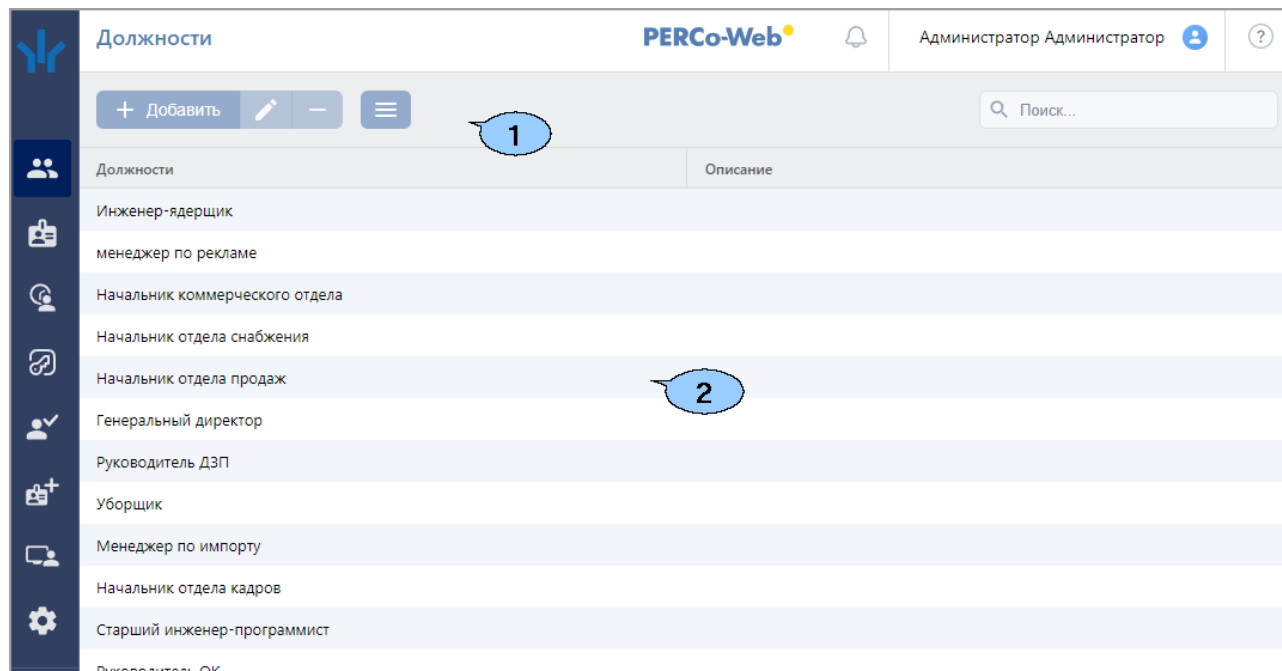 Должности
PERCo-Web
Администратор Администратор
?
+ Добавить
Поиск...
1
Должности
Описание
Инженер-ядерщик
менеджер по рекламе
Начальник коммерческого отдела
Начальник отдела снабжения
Начальник отдела продаж
2
Генеральный директор
Руководитель ДЗП
Уборщик
Менеджер по импорту
Начальник отдела кадров
Старший инженер-программист
Руководитель ОК